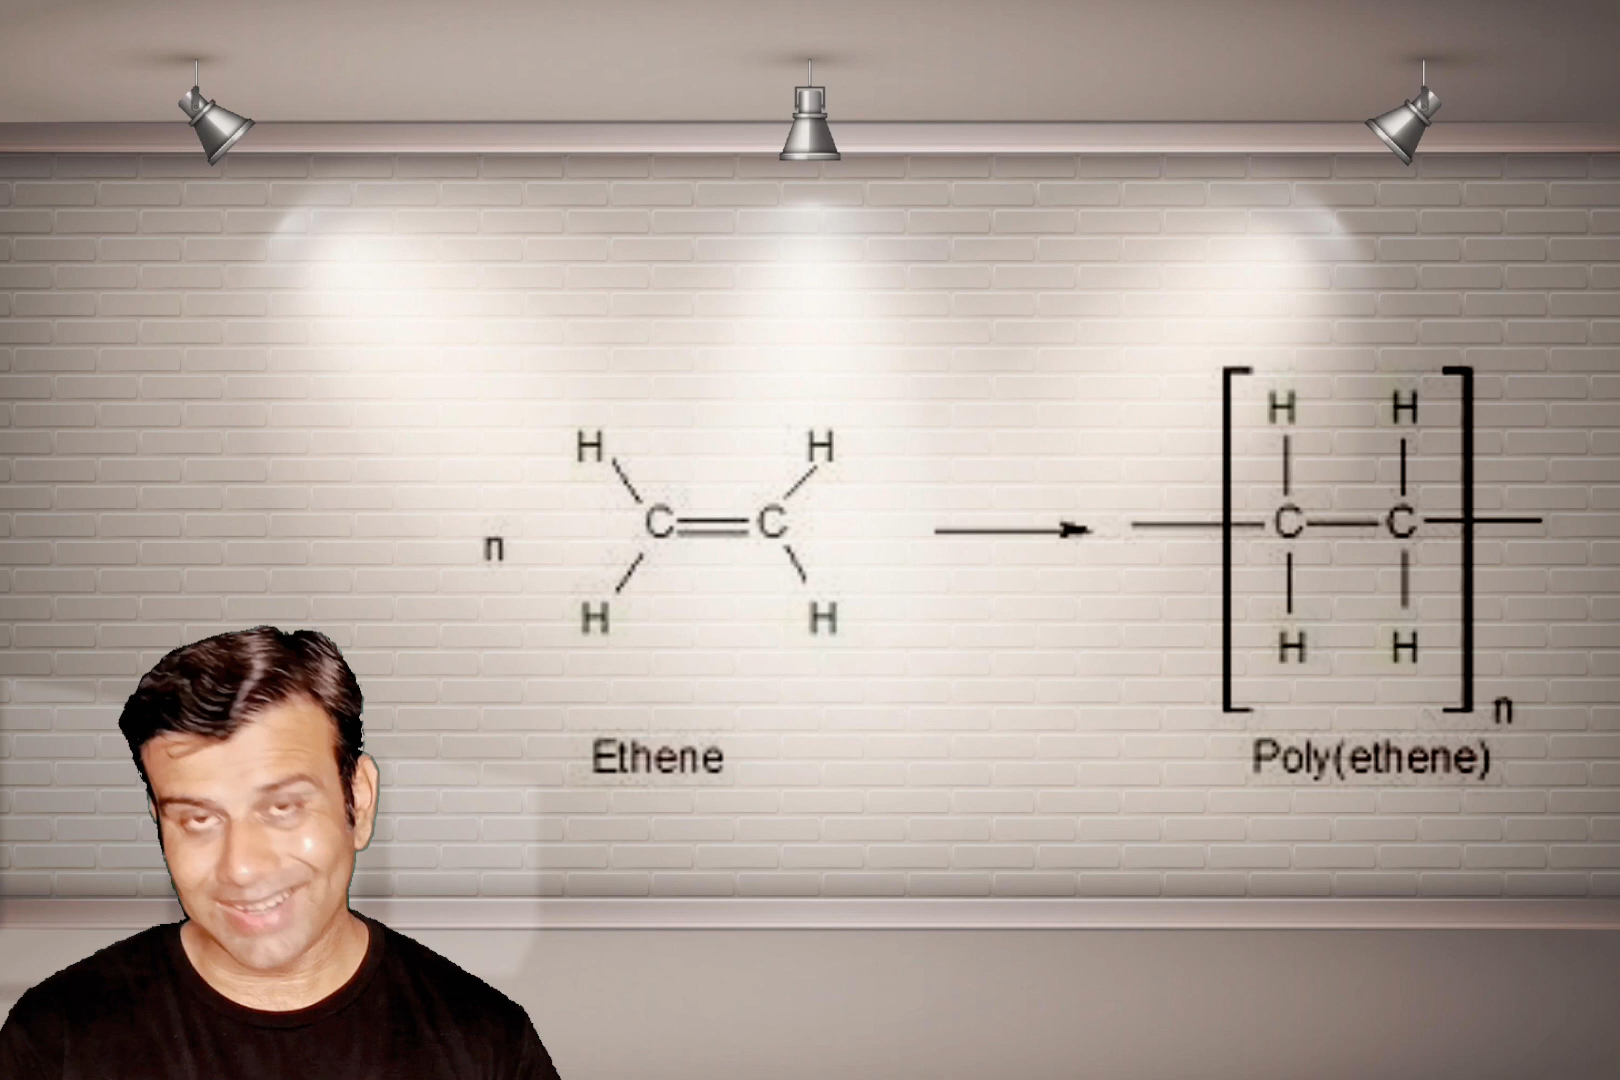 H H H H
n C=C → C—C
H H H H
n
Ethene Poly(ethene)